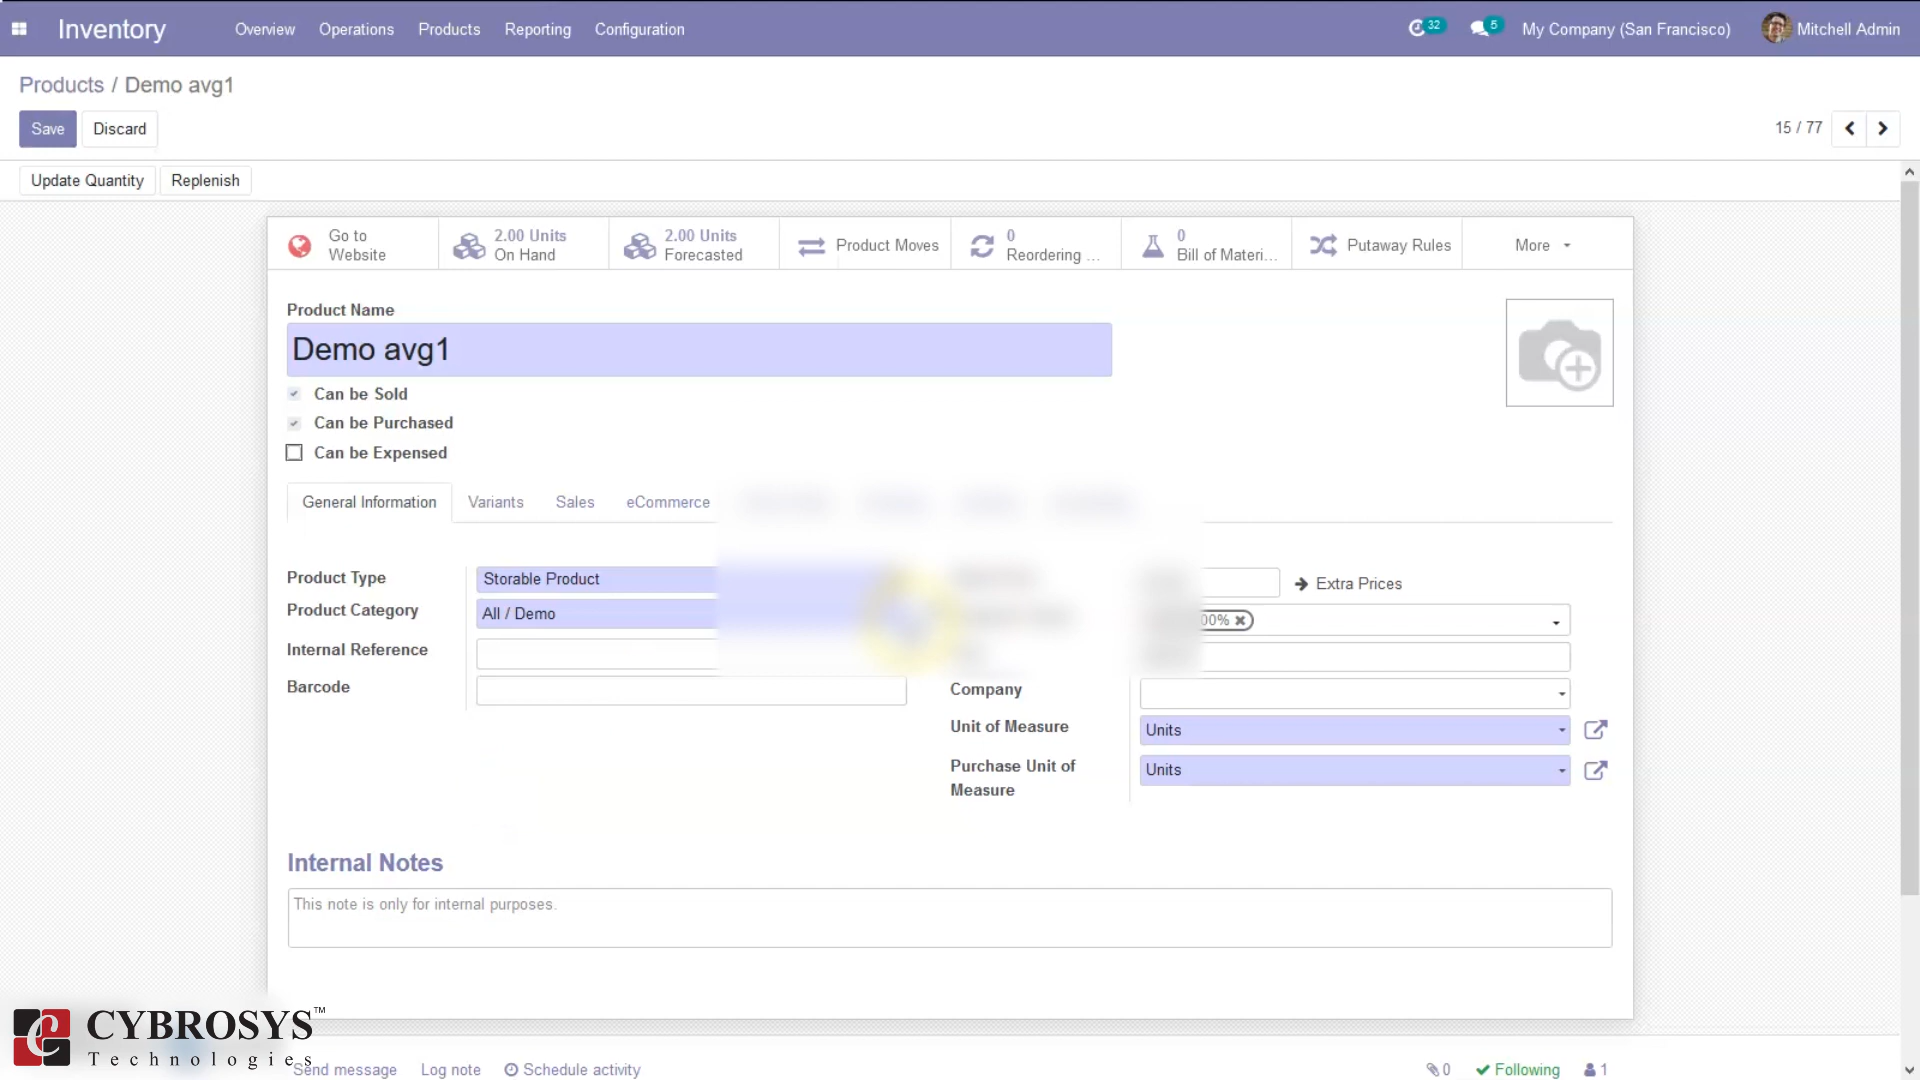 Inventory Overview Operations Products Reporting Configuration 32 5 My Company (San Francisco) Mitchell Admin
Products / Demo avg1
Save Discard 15 / 77
Update Quantity Replenish
Go to Website
2.00 Units On Hand
2.00 Units Forecasted
Product Moves
0 Reordering ...
0 Bill of Materi...
Putaway Rules
More
Product Name
Demo avg1
Can be Sold
Can be Purchased
Can be Expensed
General Information Variants Sales eCommerce
Product Type Storable Product
Extra Prices
Product Category All / Demo
00%
Internal Reference
Barcode
Company
Unit of Measure Units
Purchase Unit of Measure Units
Internal Notes
This note is only for internal purposes.
CYBROSYS™
Technologies
Send message Log note Schedule activity 0 Following 1